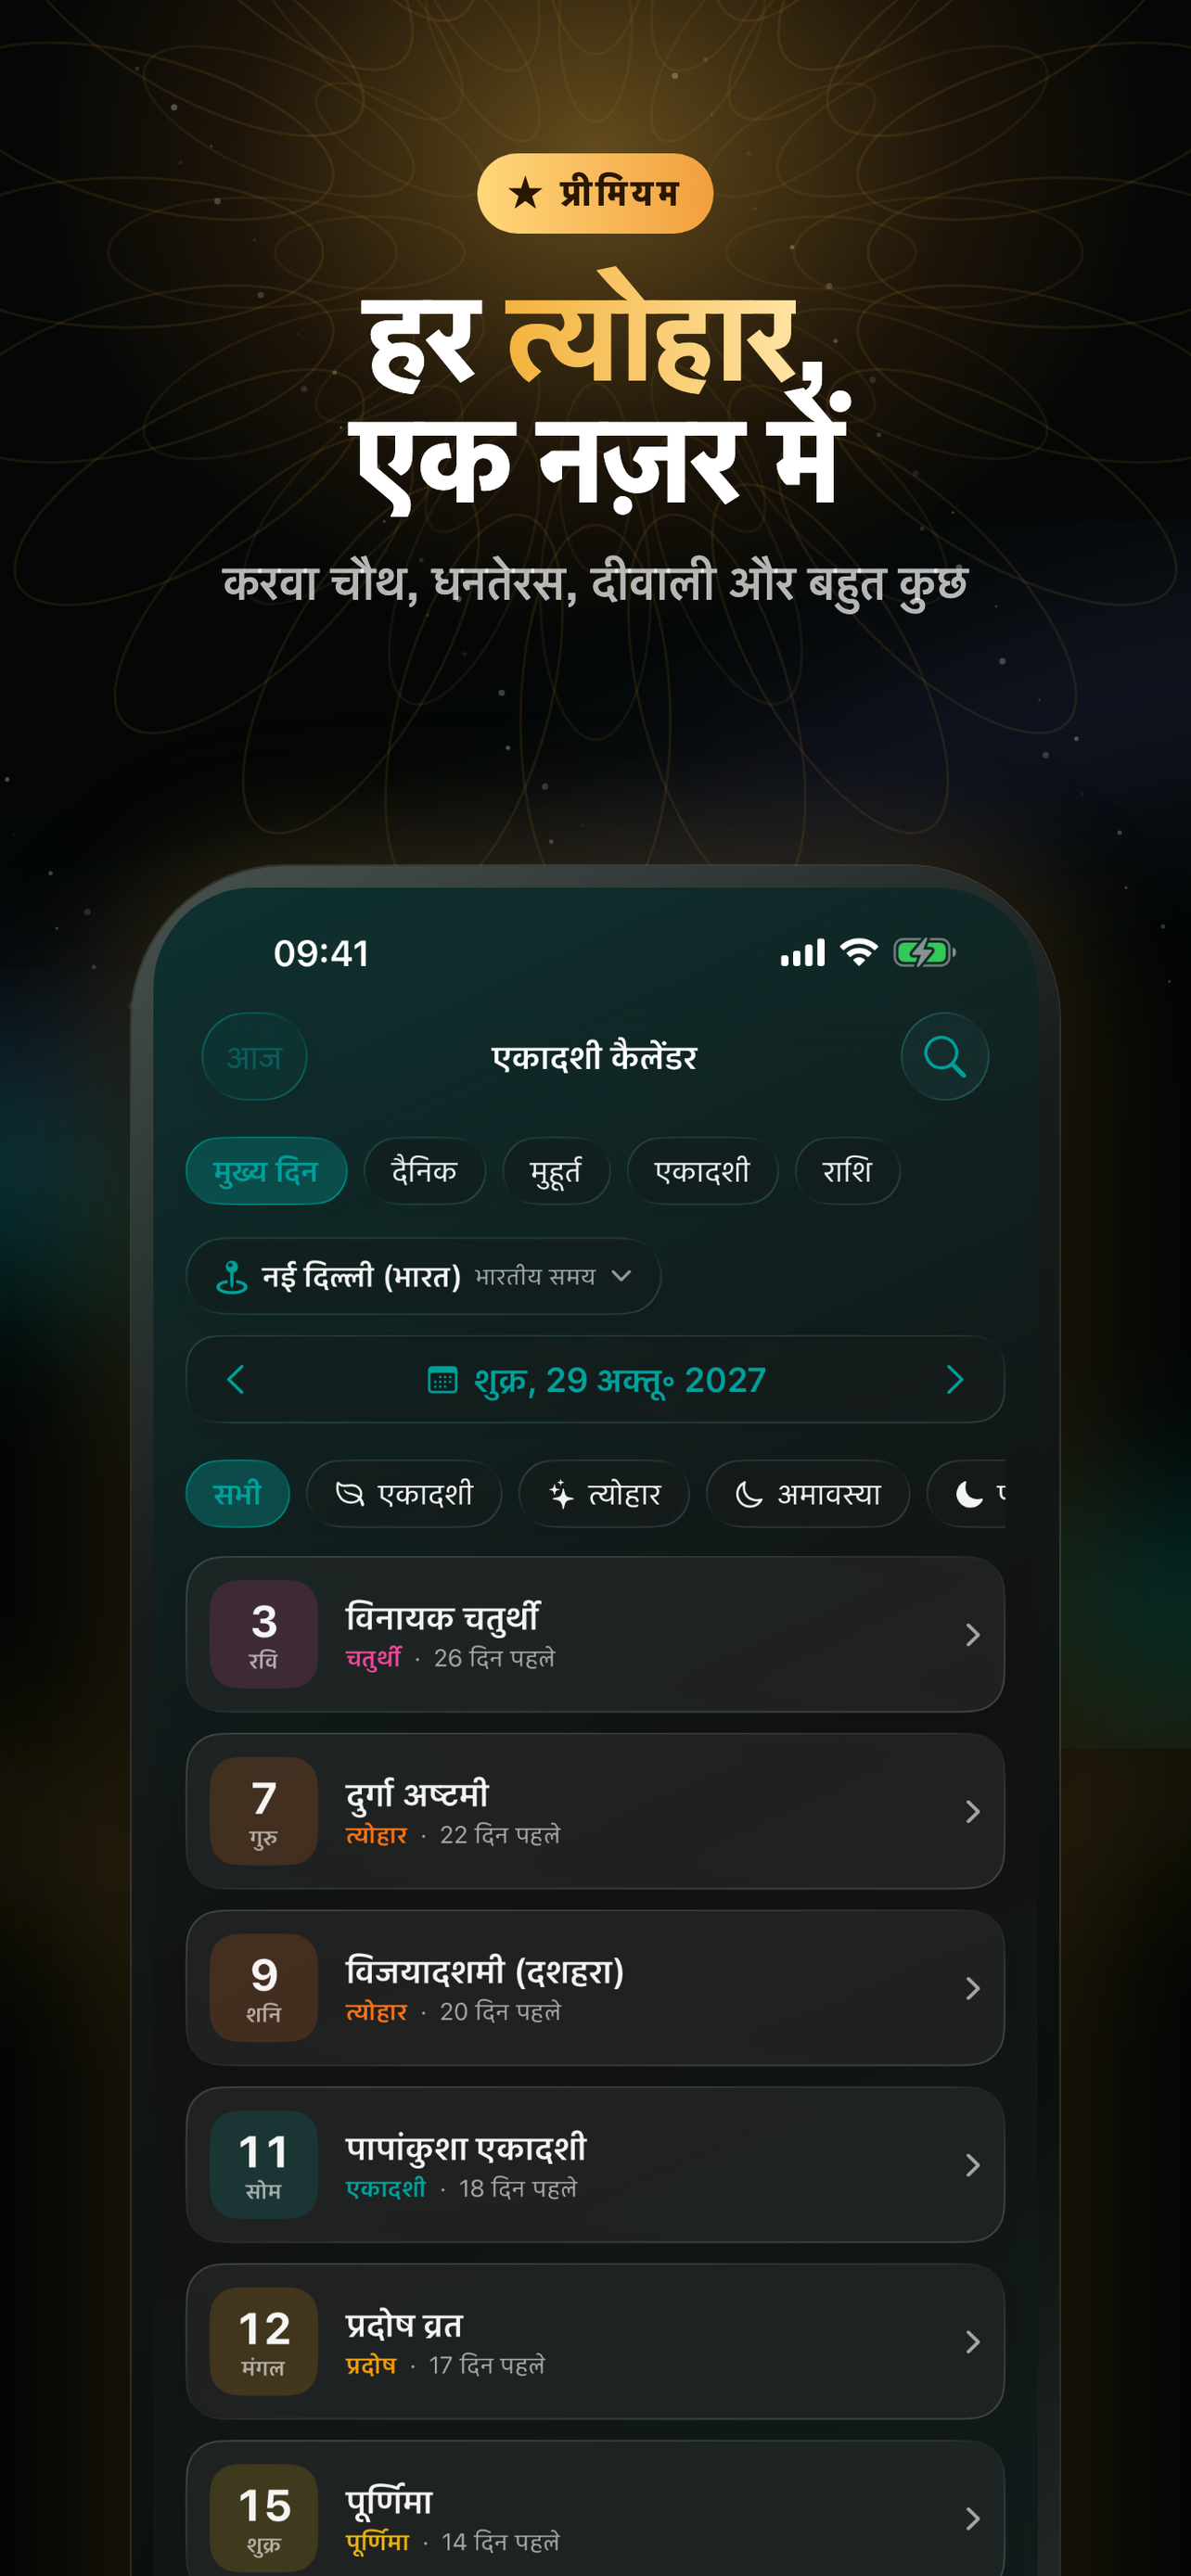 ★ प्रीमियम
हर त्योहार,
एक नज़र में
करवा चौथ, धनतेरस, दीवाली और बहुत कुछ
09:41
आज
एकादशी कैलेंडर
मुख्य दिन दैनिक मुहूर्त एकादशी राशि
नई दिल्ली (भारत) भारतीय समय
शुक्र, 29 अक्तू॰ 2027
सभी एकादशी त्योहार अमावस्या
3 विनायक चतुर्थी
रवि चतुर्थी · 26 दिन पहले
7 दुर्गा अष्टमी
गुरु त्योहार · 22 दिन पहले
9 विजयादशमी (दशहरा)
शनि त्योहार · 20 दिन पहले
11 पापांकुशा एकादशी
सोम एकादशी · 18 दिन पहले
12 प्रदोष व्रत
मंगल प्रदोष · 17 दिन पहले
15 पूर्णिमा
शुक्र पूर्णिमा · 14 दिन पहले